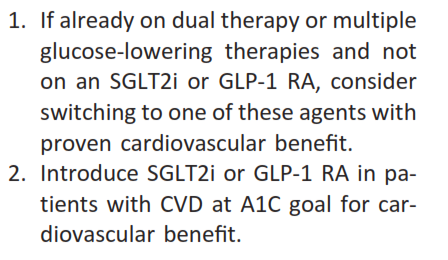 1. If already on dual therapy or multiple
glucose-lowering therapies and not
on an SGLT2i or GLP-1 RA, consider
switching to one of these agents with
proven cardiovascular benefit.
2. Introduce SGLT2i or GLP-1 RA in pa-
tients with CVD at A1C goal for car-
diovascular benefit.